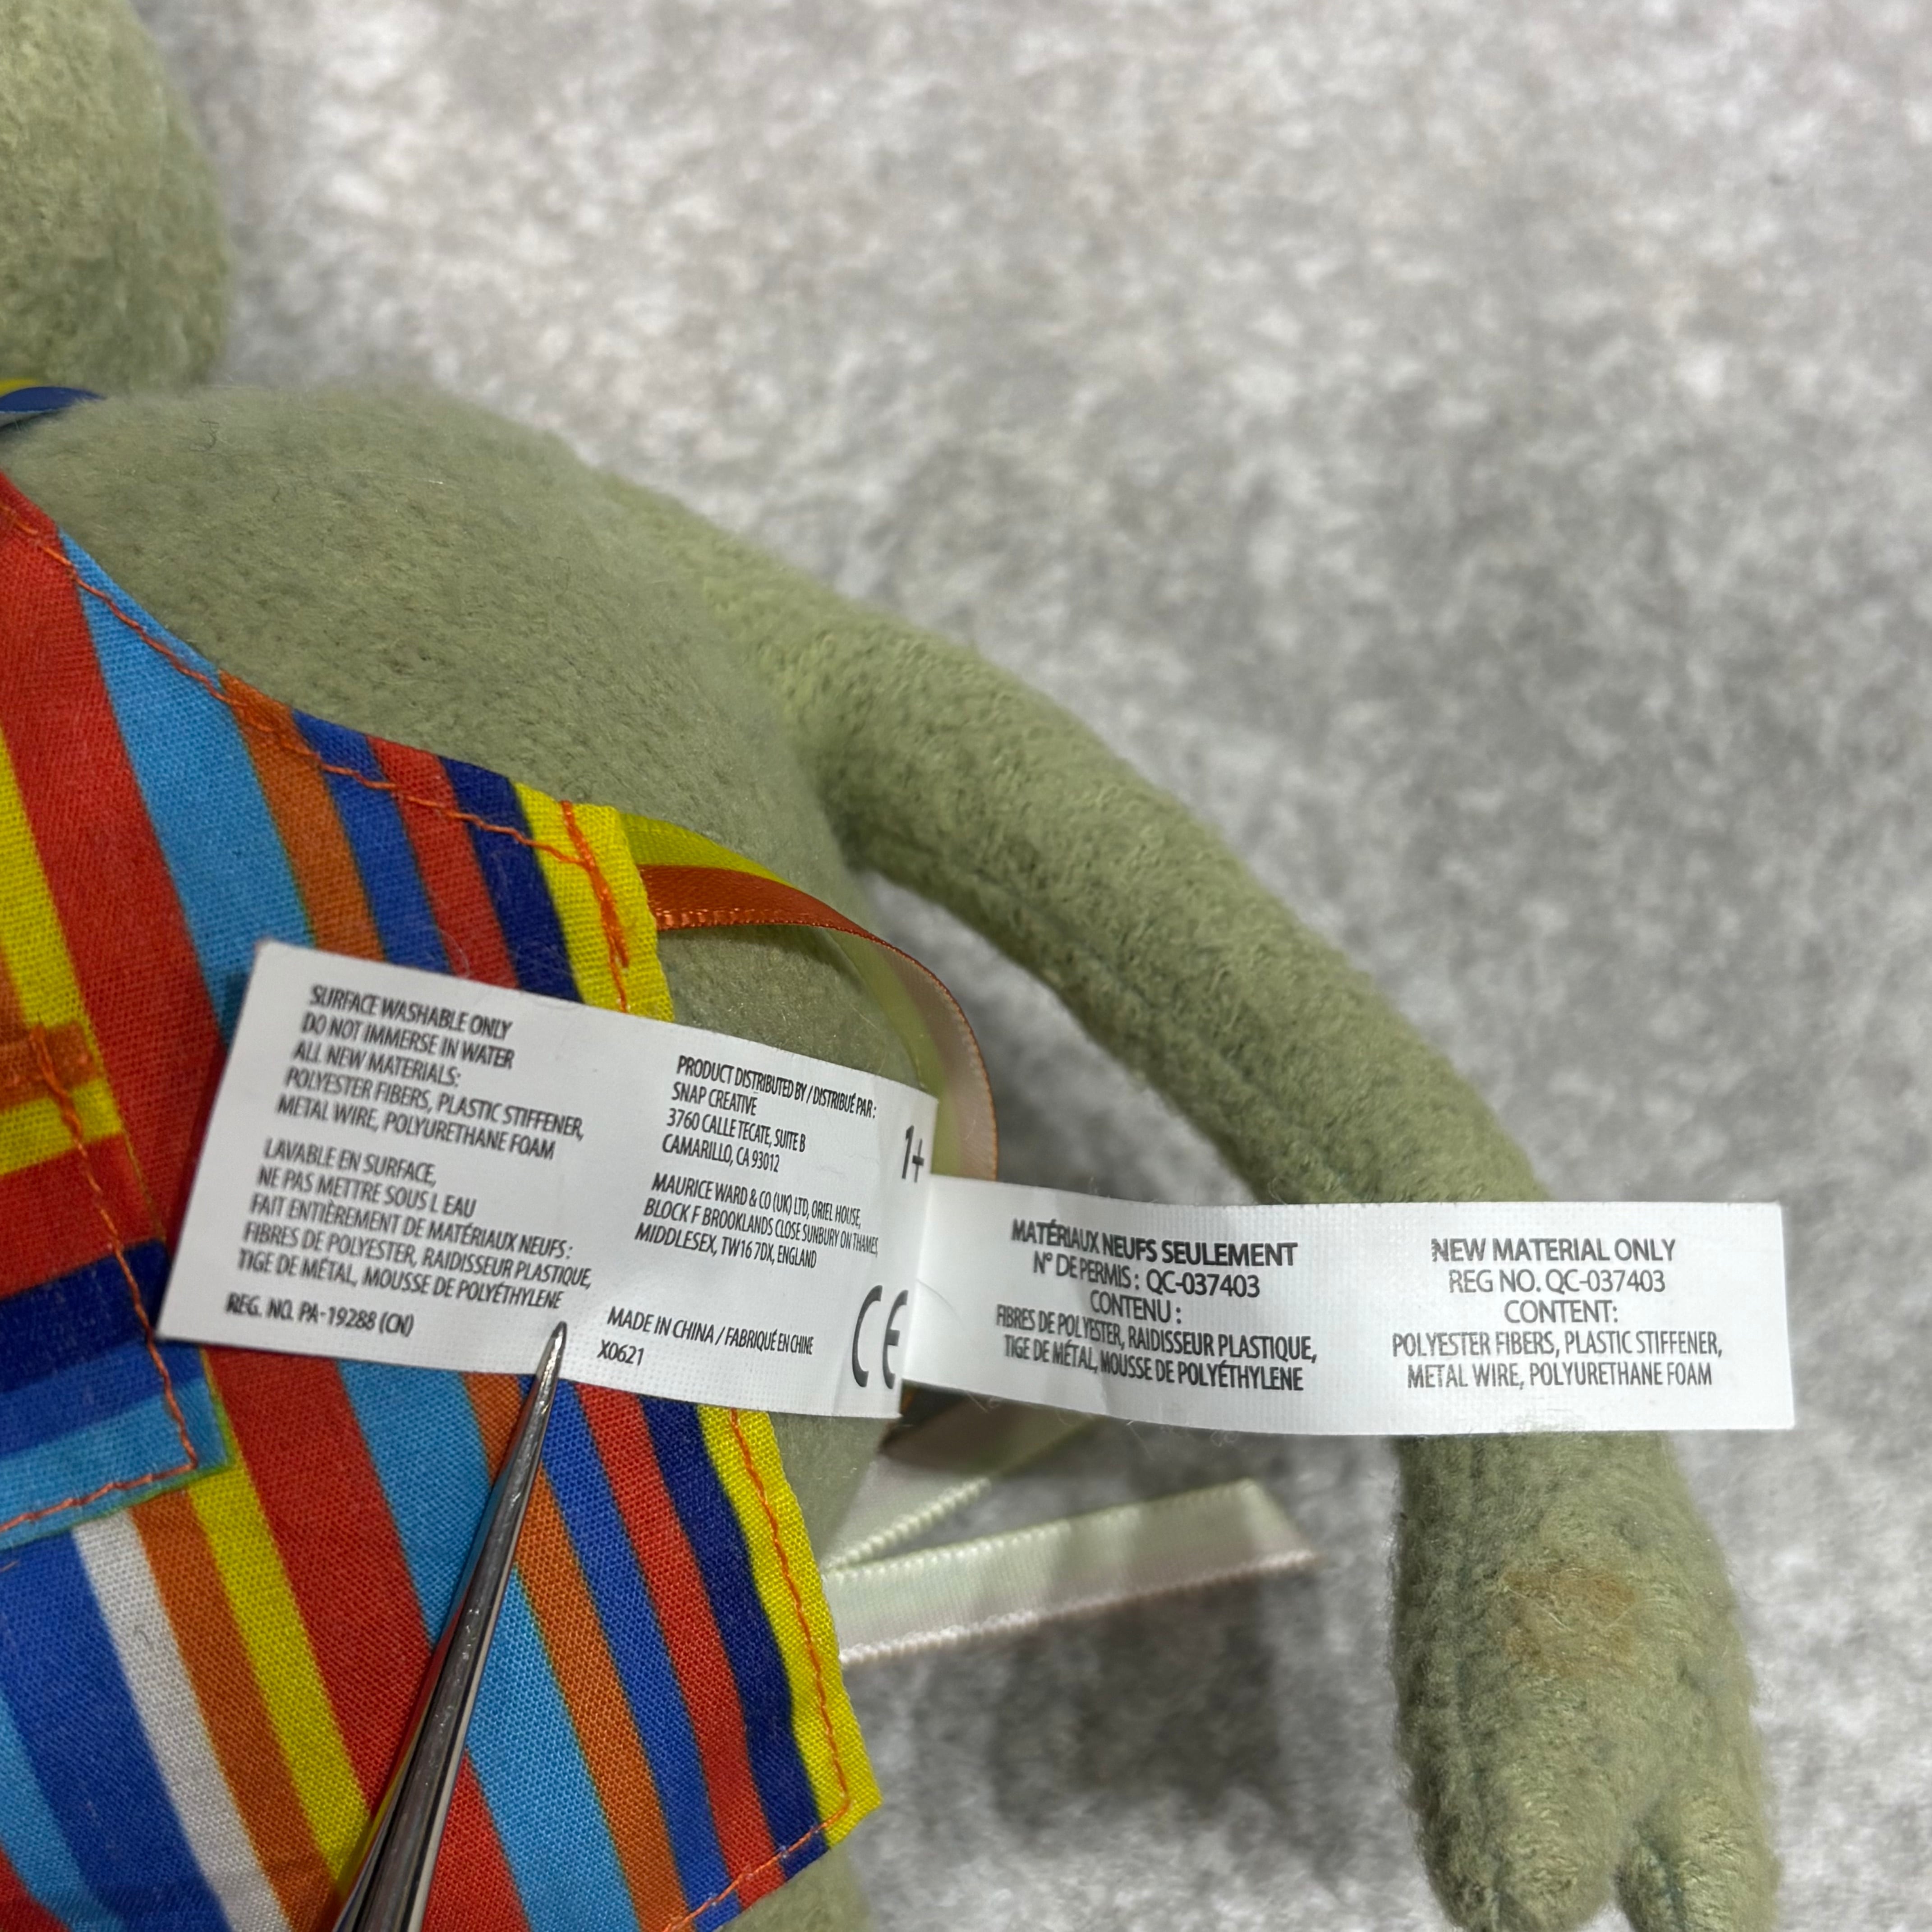 SURFACE WASHABLE ONLY
DO NOT IMMERSE IN WATER
ALL NEW MATERIALS:
POLYESTER FIBERS, PLASTIC STIFFENER,
METAL WIRE, POLYURETHANE FOAM
LAVABLE EN SURFACE,
NE PAS METTRE SOUS L EAU
FAIT ENTIÈREMENT DE MATÉRIAUX NEUFS :
FIBRES DE POLYESTER, RAIDISSEUR PLASTIQUE,
TIGE DE MÉTAL, MOUSSE DE POLYÉTHYLENE
REG. NO. PA-19288 (CN)
PRODUCT DISTRIBUTED BY / DISTRIBUÉ PAR :
SNAP CREATIVE
3760 CALLE TECATE, SUITE B
CAMARILLO, CA 93012
MAURICE WARD & CO (UK) LTD, ORIEL HOUSE,
BLOCK F BROOKLANDS CLOSE SUNBURY ON THAMES,
MIDDLESEX, TW16 7DX, ENGLAND
MADE IN CHINA / FABRIQUÉ EN CHINE
X0621
1+
CE
MATÉRIAUX NEUFS SEULEMENT
N° DE PERMIS : QC-037403
CONTENU :
FIBRES DE POLYESTER, RAIDISSEUR PLASTIQUE,
TIGE DE MÉTAL, MOUSSE DE POLYÉTHYLENE
NEW MATERIAL ONLY
REG NO. QC-037403
CONTENT:
POLYESTER FIBERS, PLASTIC STIFFENER,
METAL WIRE, POLYURETHANE FOAM